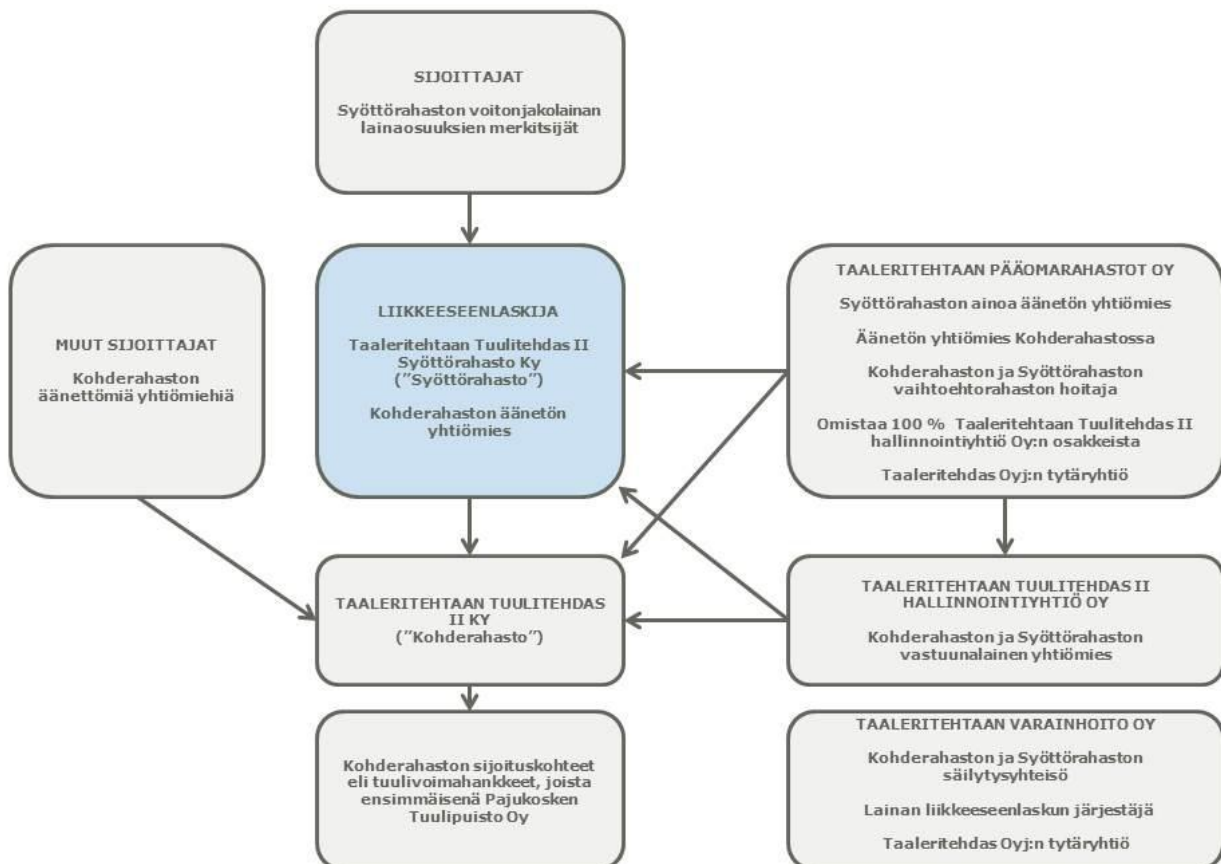 SIJOITTAJAT
Syöttörahaston voitonjakolainan
lainaosuuksien merkitsijät
MUUT SIJOITTAJAT
Kohderahaston
äänettömiä yhtiömiehiä
LIIKKEESEENLASKIJA
Taaleritehtaan Tuulitehdas II
Syöttörahasto Ky
(”Syöttörahasto”)
Kohderahaston äänetön
yhtiömies
TAALERITEHTAAN PÄÄOMARAHASTOT OY
Syöttörahaston ainoa äänetön yhtiömies
Äänetön yhtiömies Kohderahastossa
Kohderahaston ja Syöttörahaston
vaihtoehtorahaston hoitaja
Omistaa 100 % Taaleritehtaan Tuulitehdas II
hallinnointiyhtiö Oy:n osakkeista
Taaleritehdas Oyj:n tytäryhtiö
TAALERITEHTAAN TUULITEHDAS
II KY
(”Kohderahasto”)
TAALERITEHTAAN TUULITEHDAS II
HALLINNOINTIYHTIÖ OY
Kohderahaston ja Syöttörahaston
vastuunalainen yhtiömies
Kohderahaston sijoituskohteet
eli tuulivoimahankkeet, joista
ensimmäisenä Pajukosken
Tuulipuisto Oy
TAALERITEHTAAN VARAINHOITO OY
Kohderahaston ja Syöttörahaston
säilytysyhteisö
Lainan liikkeeseenlaskun järjestäjä
Taaleritehdas Oyj:n tytäryhtiö